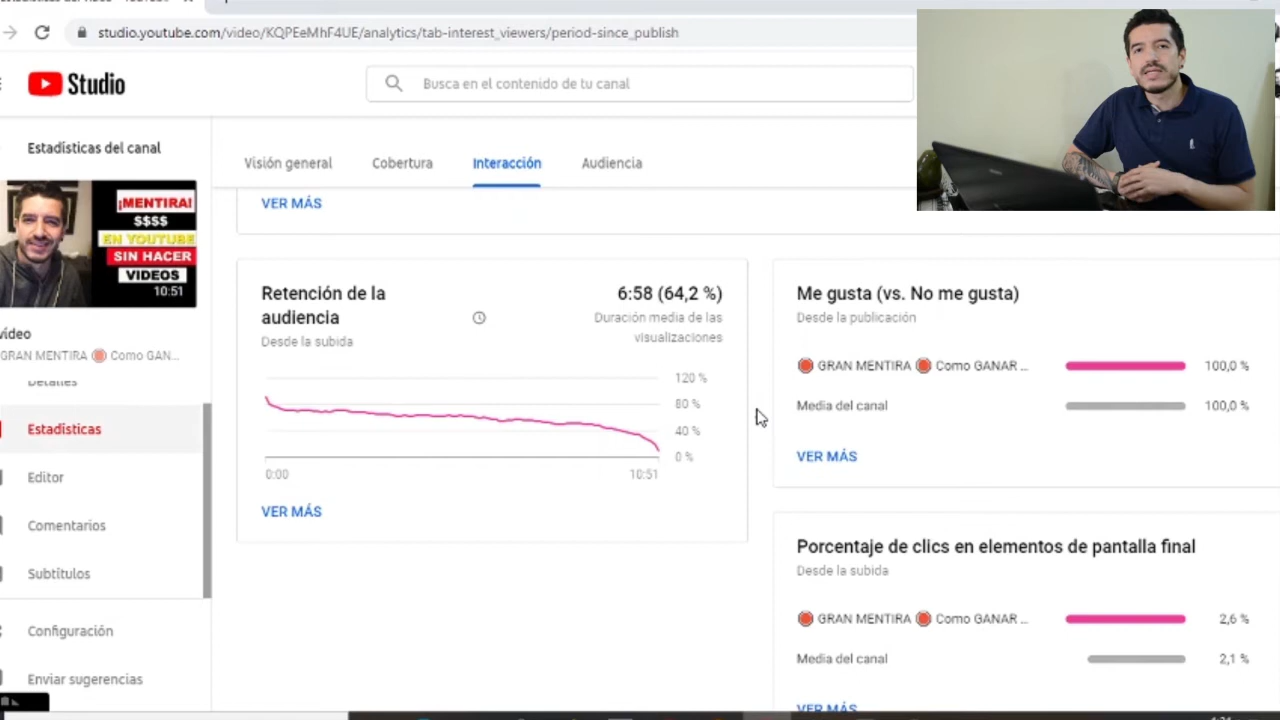 studio.youtube.com/video/KQPEeMhF4UE/analytics/tab-interest_viewers/period-since_publish
Studio
Busca en el contenido de tu canal
Estadísticas del canal
¡MENTIRA!
$$$$
EN YOUTUBE
SIN HACER
VIDEOS
10:51
vídeo
GRAN MENTIRA 🔴 Como GAN...
Detalles
Estadísticas
Editor
Comentarios
Subtítulos
Configuración
Enviar sugerencias
Visión general
Cobertura
Interacción
Audiencia
VER MÁS
Retención de la audiencia
Desde la subida
6:58 (64,2 %)
Duración media de las
visualizaciones
120 %
80 %
40 %
0 %
0:00
10:51
VER MÁS
Me gusta (vs. No me gusta)
Desde la publicación
🔴 GRAN MENTIRA 🔴 Como GANAR ...
100,0 %
Media del canal
100,0 %
VER MÁS
Porcentaje de clics en elementos de pantalla final
Desde la subida
🔴 GRAN MENTIRA 🔴 Como GANAR ...
2,6 %
Media del canal
2,1 %
VER MÁS